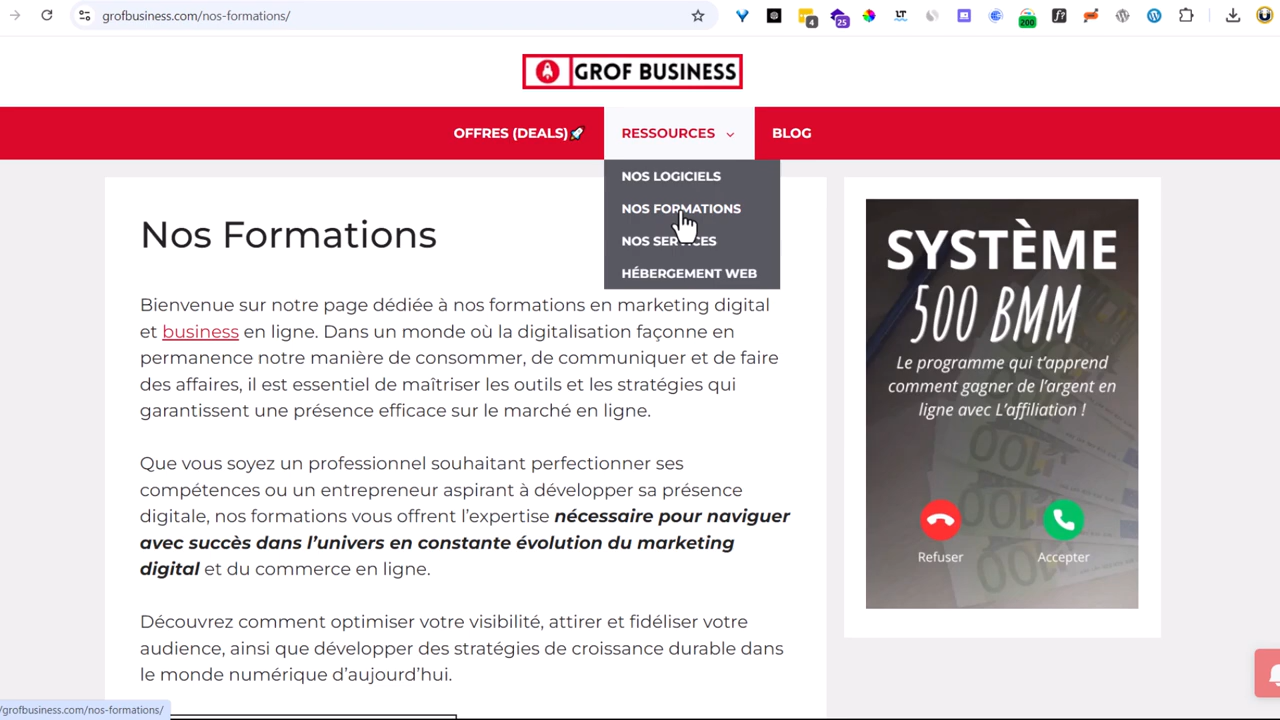 grofbusiness.com/nos-formations/
4
25
LT
200
f?
GROF BUSINESS
OFFRES (DEALS)🚀
RESSOURCES
BLOG
NOS LOGICIELS
NOS FORMATIONS
NOS SERVICES
HÉBERGEMENT WEB
Nos Formations
Bienvenue sur notre page dédiée à nos formations en marketing digital
et business en ligne. Dans un monde où la digitalisation façonne en
permanence notre manière de consommer, de communiquer et de faire
des affaires, il est essentiel de maîtriser les outils et les stratégies qui
garantissent une présence efficace sur le marché en ligne.
Que vous soyez un professionnel souhaitant perfectionner ses
compétences ou un entrepreneur aspirant à développer sa présence
digitale, nos formations vous offrent l'expertise nécessaire pour naviguer
avec succès dans l'univers en constante évolution du marketing
digital et du commerce en ligne.
Découvrez comment optimiser votre visibilité, attirer et fidéliser votre
audience, ainsi que développer des stratégies de croissance durable dans
le monde numérique d'aujourd'hui.
SYSTÈME
500 BMM
Le programme qui t'apprend
comment gagner de l'argent en
ligne avec L'affiliation !
Refuser
Accepter
/grofbusiness.com/nos-formations/